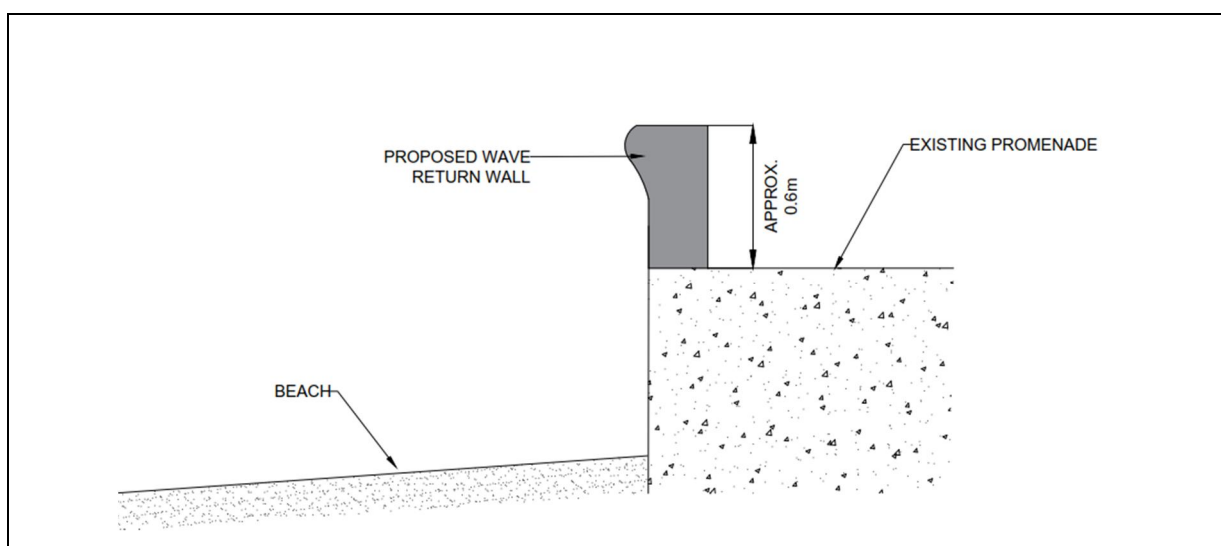 PROPOSED WAVE
RETURN WALL
APPROX.
0.6m
EXISTING PROMENADE
BEACH